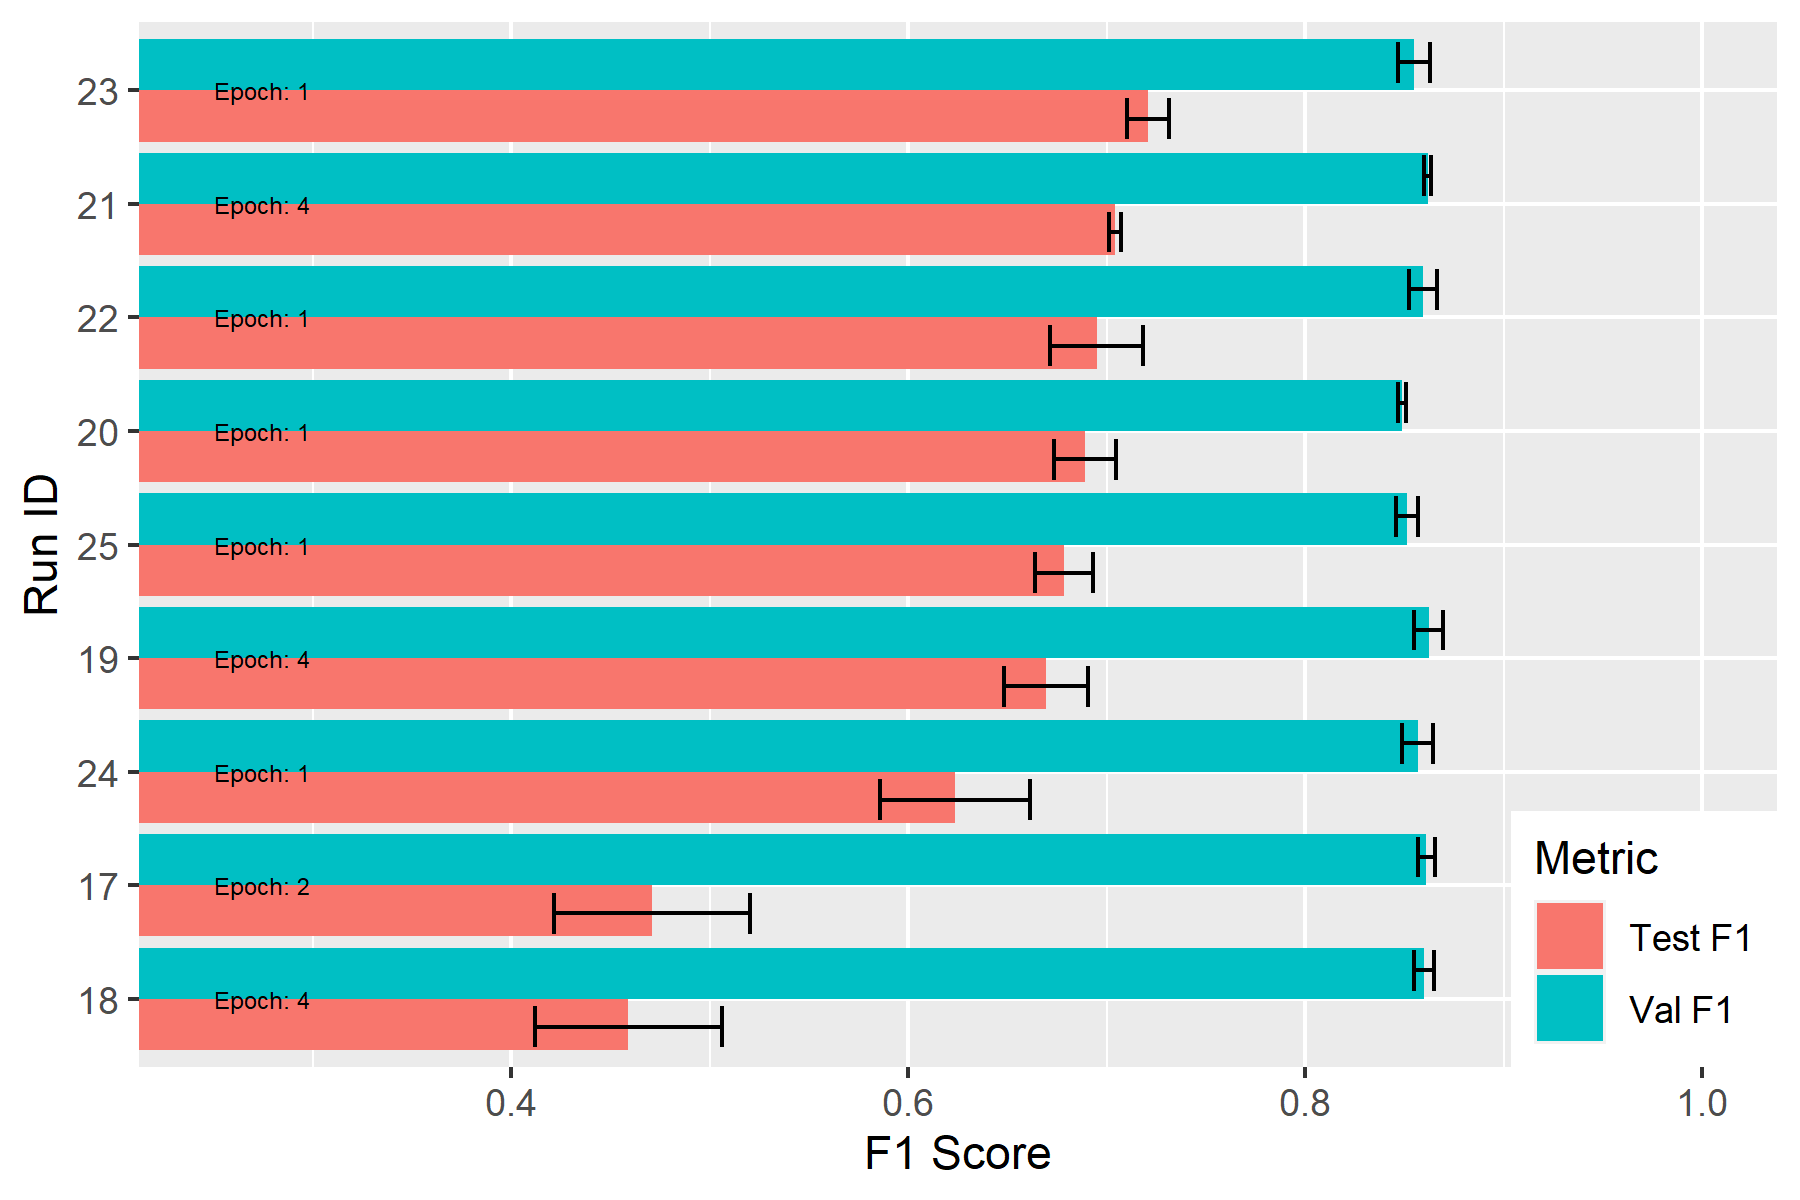 Run ID
23
Epoch: 1
21
Epoch: 4
22
Epoch: 1
20
Epoch: 1
25
Epoch: 1
19
Epoch: 4
24
Epoch: 1
17
Epoch: 2
18
Epoch: 4
0.4
0.6
0.8
1.0
F1 Score
Metric
Test F1
Val F1